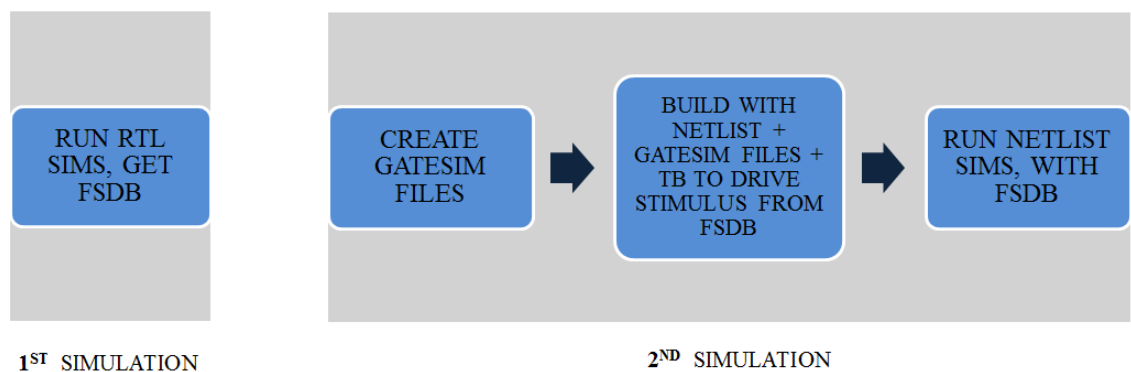 RUN RTL
SIMS, GET
FSDB
CREATE
GATESIM
FILES
BUILD WITH
NETLIST +
GATESIM FILES +
TB TO DRIVE
STIMULUS FROM
FSDB
RUN NETLIST
SIMS, WITH
FSDB
1ST SIMULATION
2ND SIMULATION